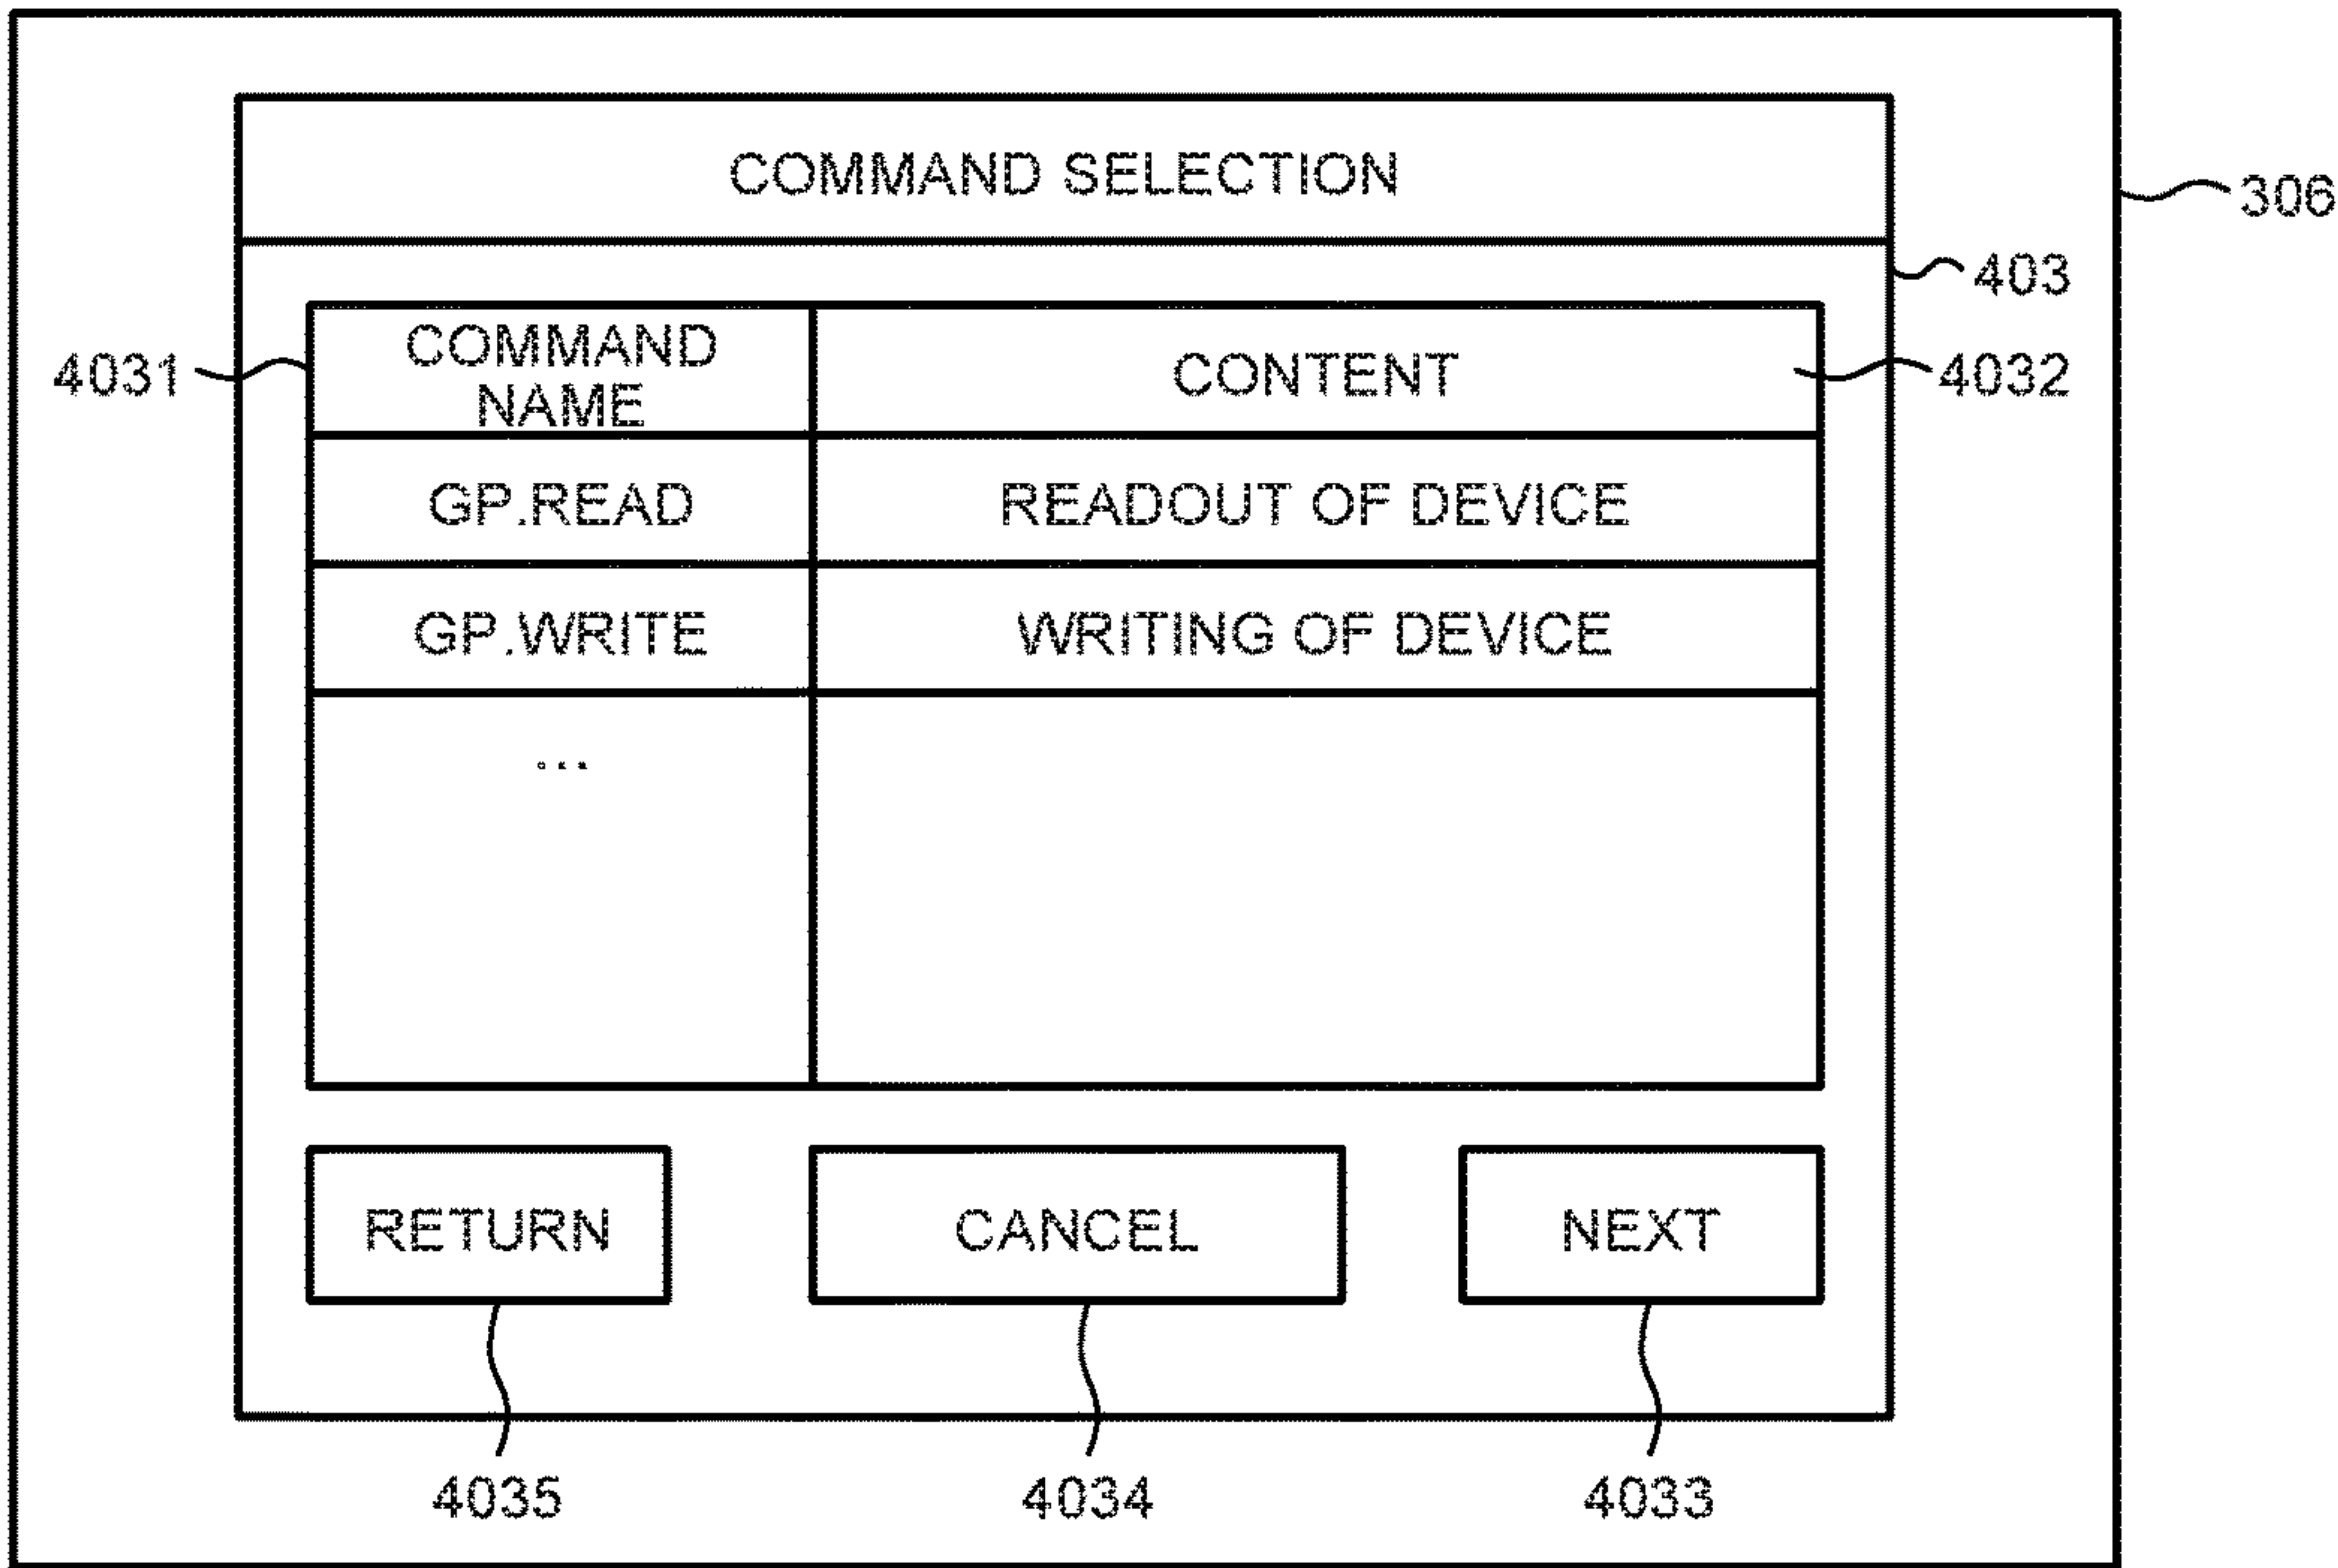 COMMAND SELECTION
306
403
4031
COMMAND
NAME
CONTENT
4032
GP.READ
READOUT OF DEVICE
GP.WRITE
WRITING OF DEVICE
...
RETURN
CANCEL
NEXT
4035
4034
4033